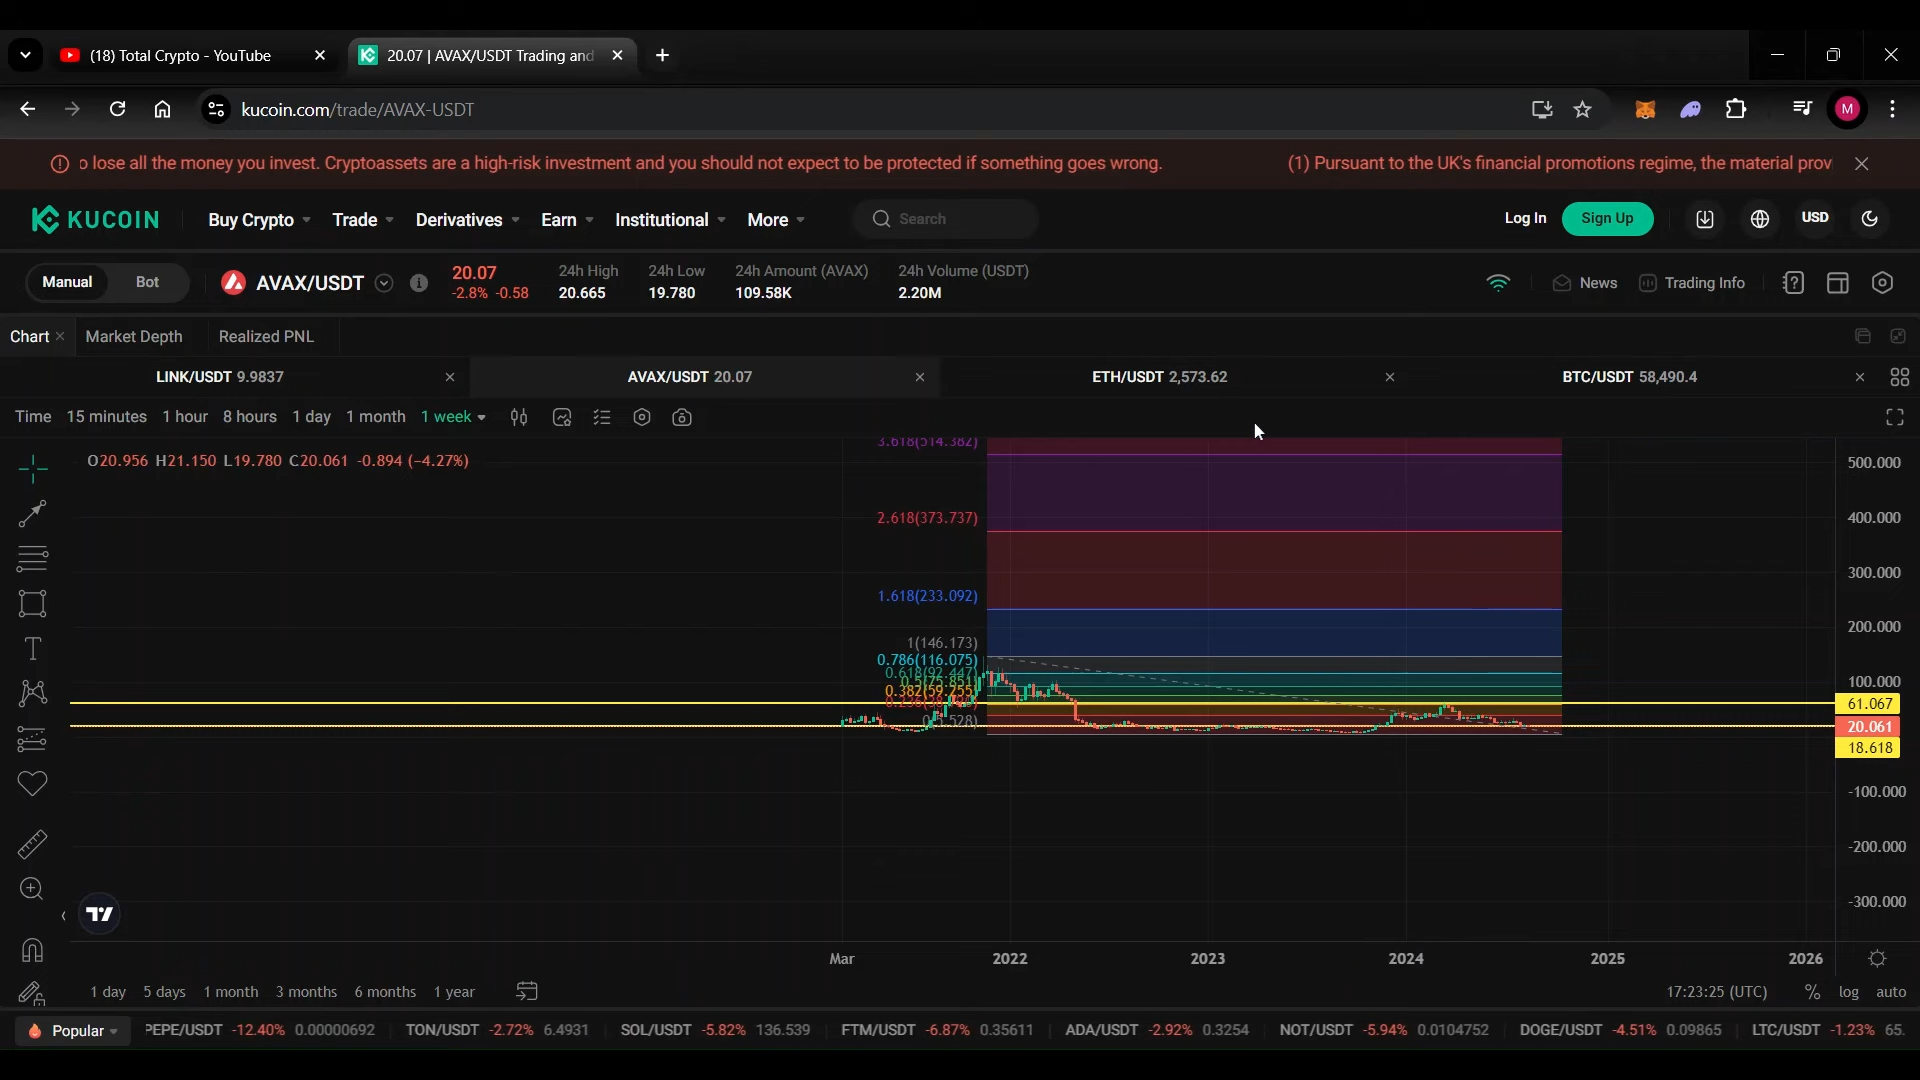 (18) Total Crypto - YouTube
20.07 | AVAX/USDT Trading and
kucoin.com/trade/AVAX-USDT
M
o lose all the money you invest. Cryptoassets are a high-risk investment and you should not expect to be protected if something goes wrong.
(1) Pursuant to the UK's financial promotions regime, the material prov
KUCOIN
Buy Crypto
Trade
Derivatives
Earn
Institutional
More
Search
Log In
Sign Up
USD
Manual
Bot
AVAX/USDT
20.07
-2.8% -0.58
24h High
20.665
24h Low
19.780
24h Amount (AVAX)
109.58K
24h Volume (USDT)
2.20M
News
Trading Info
Chart
Market Depth
Realized PNL
LINK/USDT 9.9837
AVAX/USDT 20.07
ETH/USDT 2,573.62
BTC/USDT 58,490.4
Time 15 minutes 1 hour 8 hours 1 day 1 month 1 week
O20.956 H21.150 L19.780 C20.061 -0.894 (-4.27%)
3.618(514.382)
2.618(373.737)
1.618(233.092)
1(146.173)
0.786(116.075)
0.618(92.447)
0.5(75.851)
0.382(59.255)
500.000
400.000
300.000
200.000
100.000
61.067
20.061
18.618
-100.000
-200.000
-300.000
Mar
2022
2023
2024
2025
2026
1 day 5 days 1 month 3 months 6 months 1 year
17:23:25 (UTC)
% log auto
Popular
PEPE/USDT -12.40% 0.00000692
TON/USDT -2.72% 6.4931
SOL/USDT -5.82% 136.539
FTM/USDT -6.87% 0.35611
ADA/USDT -2.92% 0.3254
NOT/USDT -5.94% 0.0104752
DOGE/USDT -4.51% 0.09865
LTC/USDT -1.23% 65.